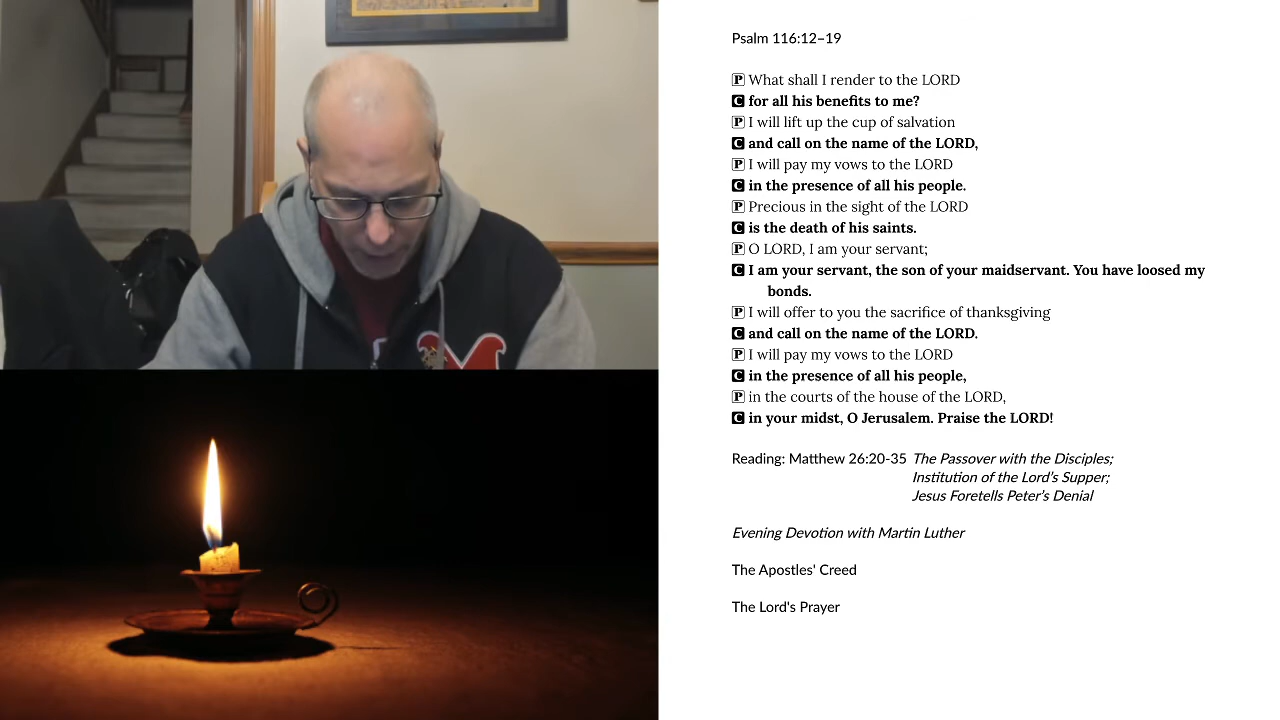 Psalm 116:12–19
P What shall I render to the LORD
C for all his benefits to me?
P I will lift up the cup of salvation
C and call on the name of the LORD,
P I will pay my vows to the LORD
C in the presence of all his people.
P Precious in the sight of the LORD
C is the death of his saints.
P O LORD, I am your servant;
C I am your servant, the son of your maidservant. You have loosed my
bonds.
P I will offer to you the sacrifice of thanksgiving
C and call on the name of the LORD.
P I will pay my vows to the LORD
C in the presence of all his people,
P in the courts of the house of the LORD,
C in your midst, O Jerusalem. Praise the LORD!
Reading: Matthew 26:20-35 The Passover with the Disciples;
Institution of the Lord's Supper;
Jesus Foretells Peter's Denial
Evening Devotion with Martin Luther
The Apostles' Creed
The Lord's Prayer